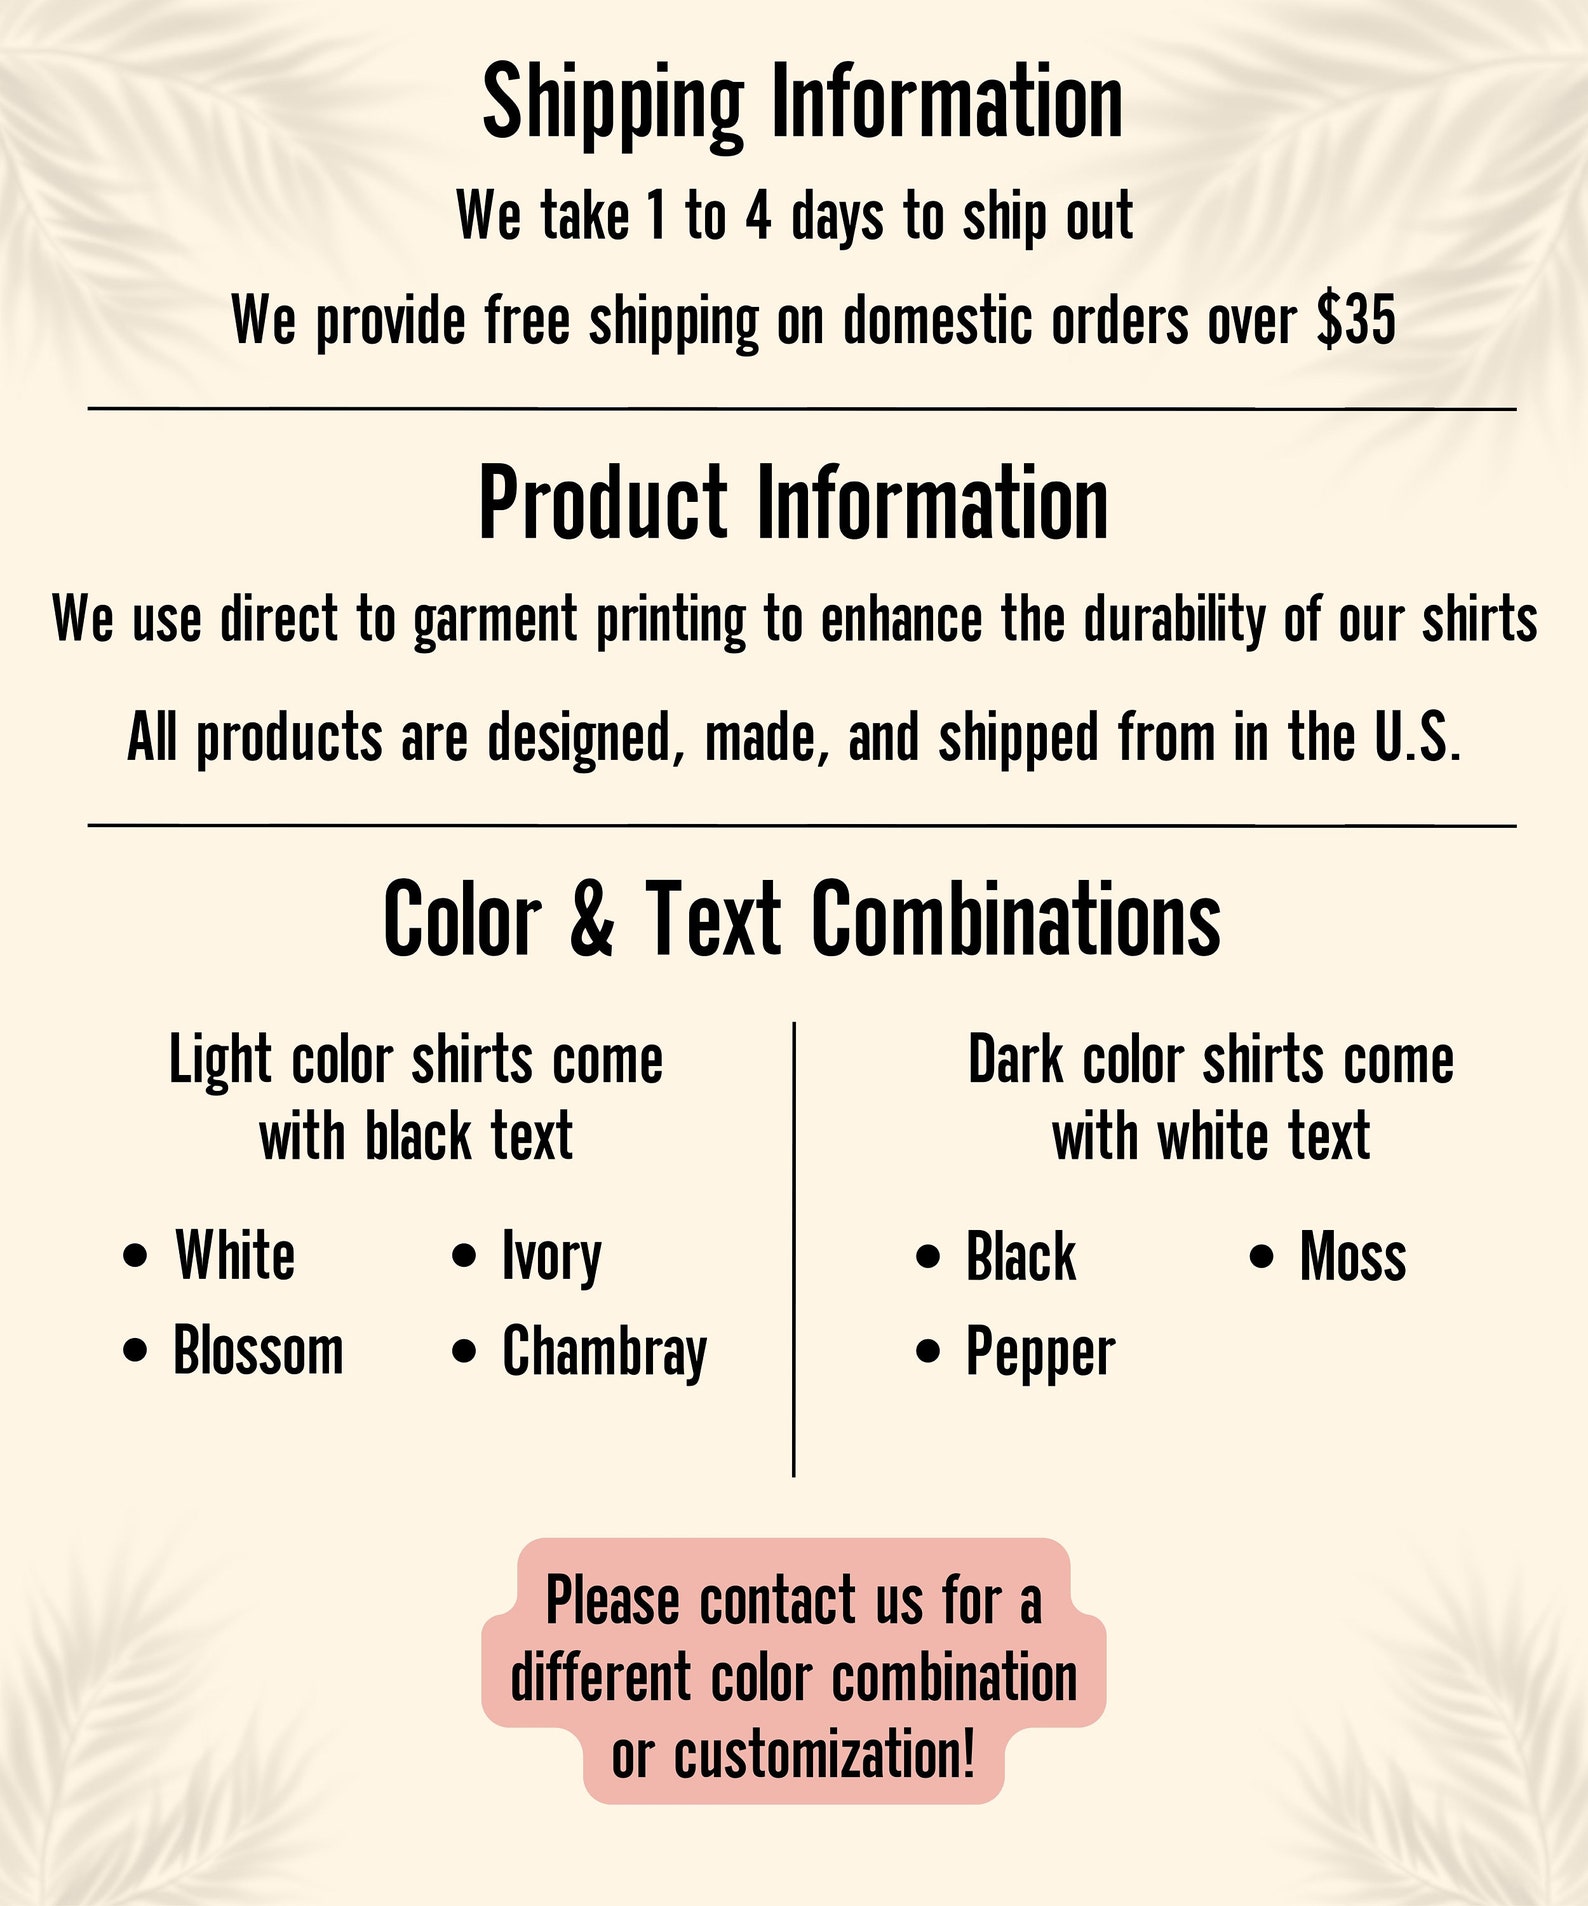 Shipping Information
We take 1 to 4 days to ship out
We provide free shipping on domestic orders over $35
Product Information
We use direct to garment printing to enhance the durability of our shirts
All products are designed, made, and shipped from in the U.S.
Color & Text Combinations
Light color shirts come
with black text
• White
• Blossom
• Ivory
• Chambray
Dark color shirts come
with white text
• Black
• Pepper
• Moss
Please contact us for a
different color combination
or customization!